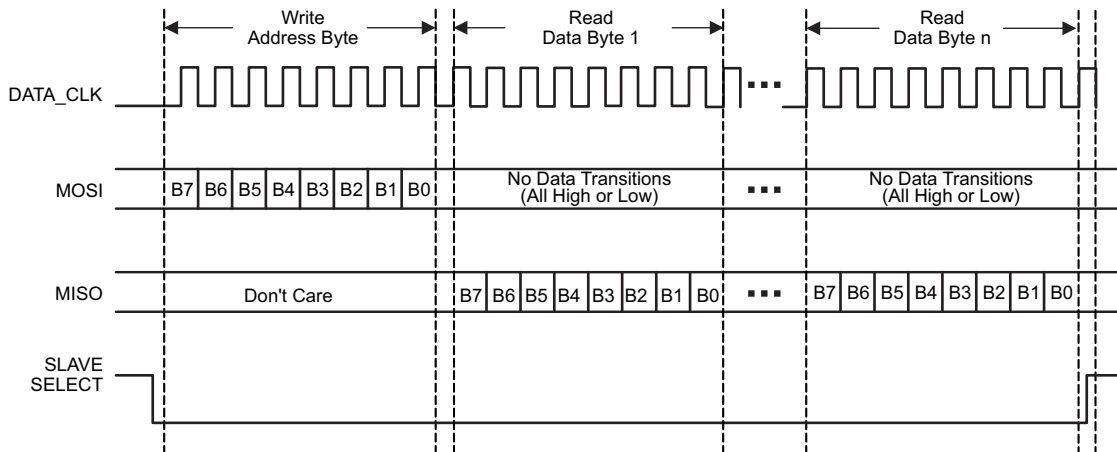 Write
Address Byte
Read
Data Byte 1
Read
Data Byte n
DATA_CLK
MOSI
B7 B6 B5 B4 B3 B2 B1 B0
No Data Transitions
(All High or Low)
No Data Transitions
(All High or Low)
MISO
Don't Care
B7 B6 B5 B4 B3 B2 B1 B0
B7 B6 B5 B4 B3 B2 B1 B0
SLAVE
SELECT